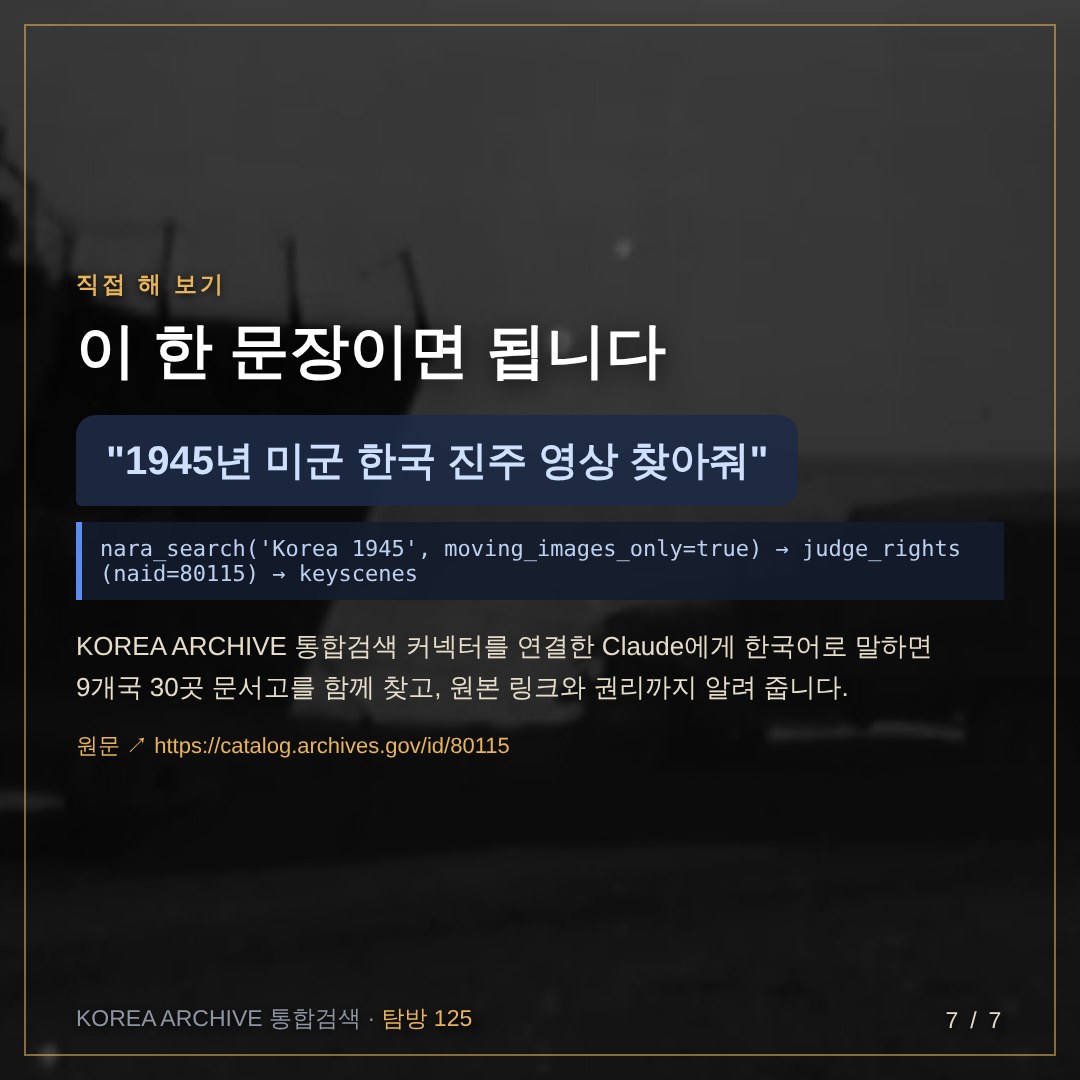 직접 해 보기
이 한 문장이면 됩니다
"1945년 미군 한국 진주 영상 찾아줘"
nara_search('Korea 1945', moving_images_only=true) → judge_rights
(naid=80115) → keyscenes
KOREA ARCHIVE 통합검색 커넥터를 연결한 Claude에게 한국어로 말하면
9개국 30곳 문서고를 함께 찾고, 원본 링크와 권리까지 알려 줍니다.
원문 ↗ https://catalog.archives.gov/id/80115
KOREA ARCHIVE 통합검색 · 탐방 125
7 / 7